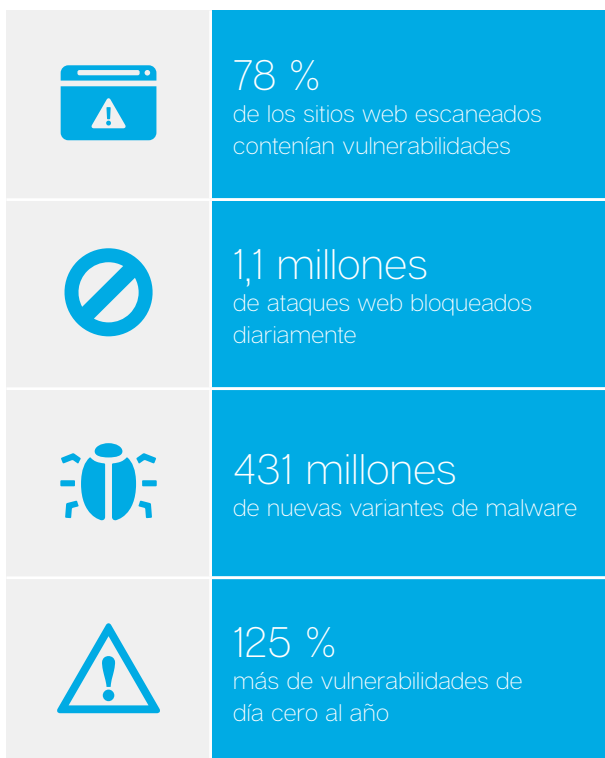 78 %
de los sitios web escaneados
contenían vulnerabilidades
1,1 millones
de ataques web bloqueados
diariamente
431 millones
de nuevas variantes de malware
125 %
más de vulnerabilidades de
día cero al año